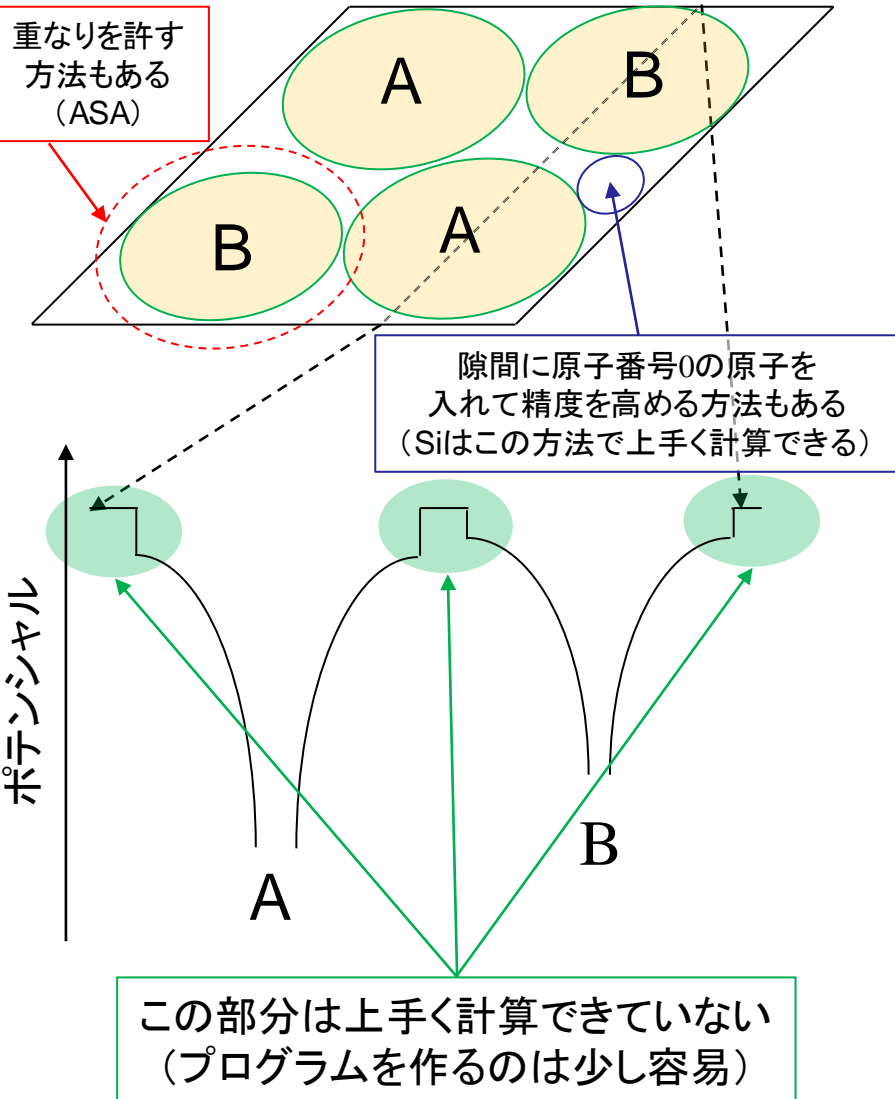 重なりを許す
方法もある
（ASA）
A
B
B
A
隙間に原子番号0の原子を
入れて精度を高める方法もある
（Siはこの方法で上手く計算できる）
ポテンシャル
A
B
この部分は上手く計算できていない
（プログラムを作るのは少し容易）